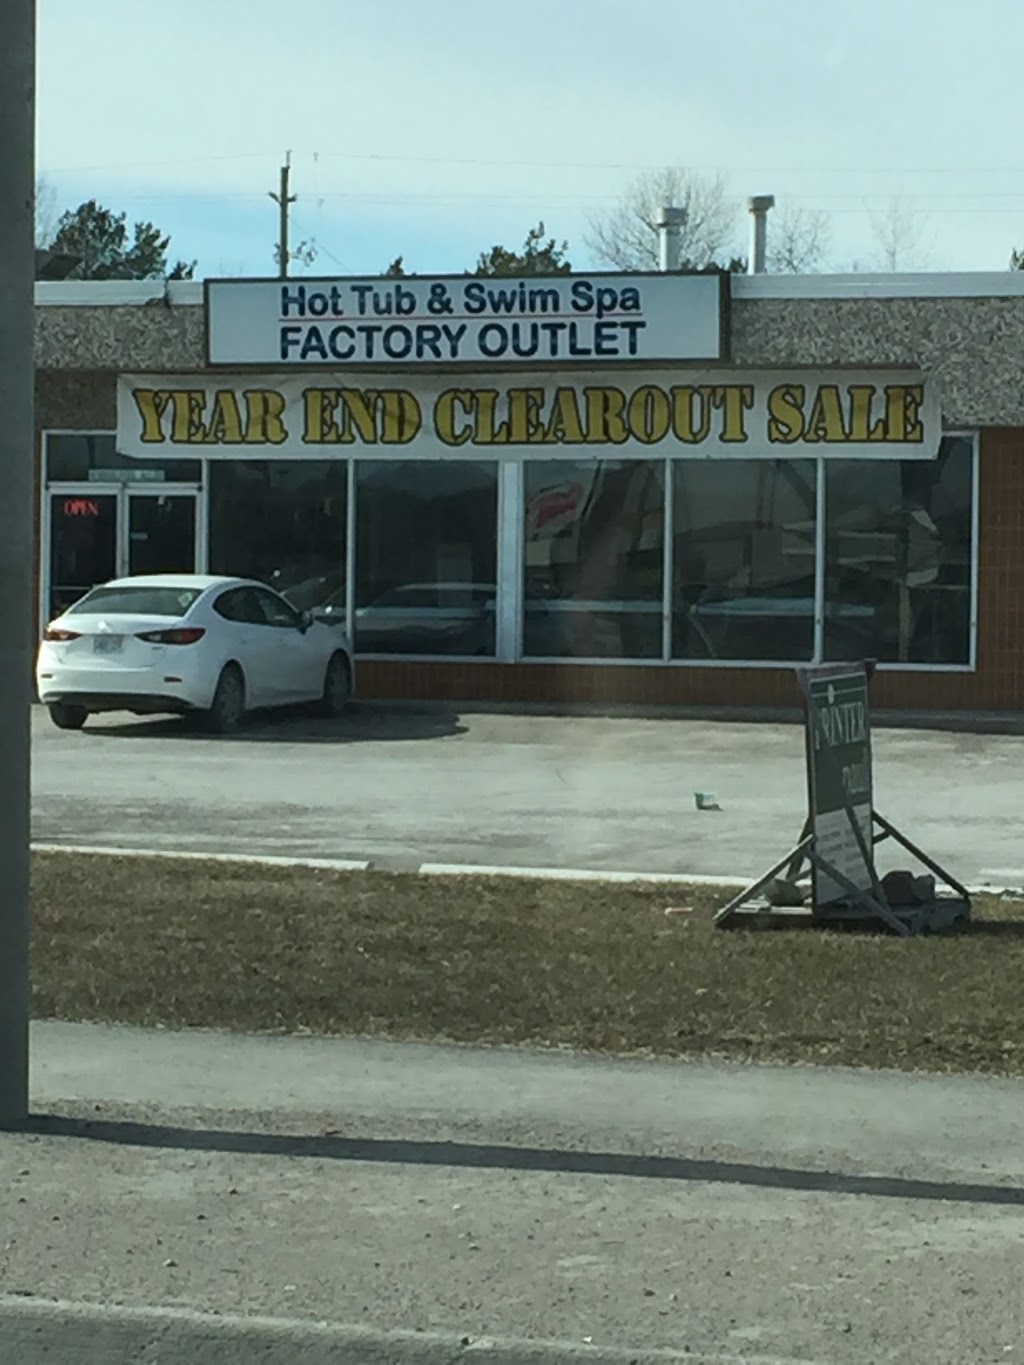 Hot Tub & Swim Spa
FACTORY OUTLET
YEAR END CLEAROUT SALE
OPEN